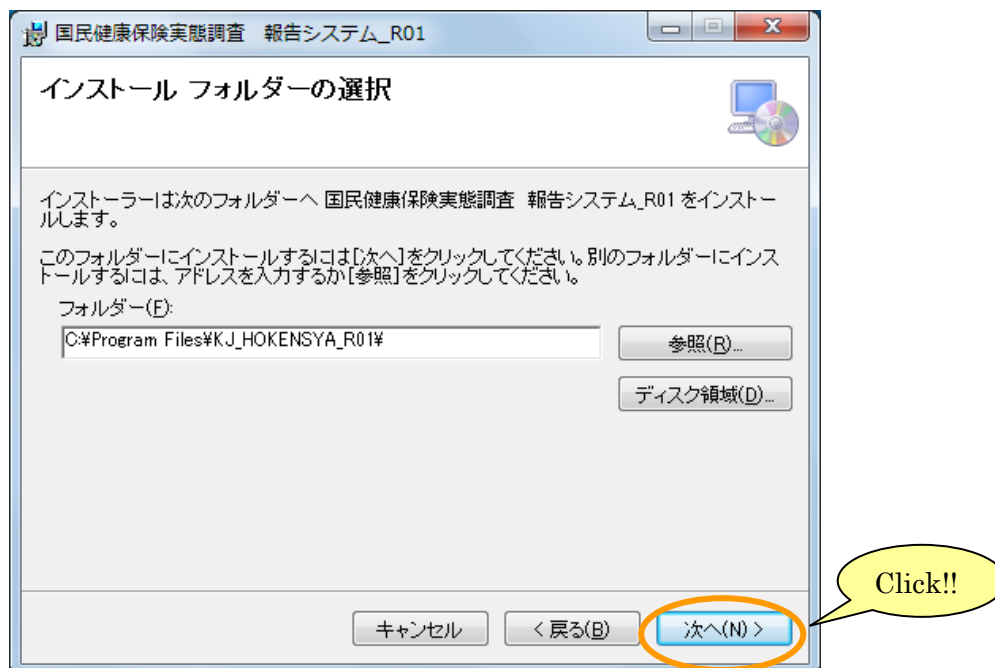 国民健康保険実態調査　報告システム_R01
インストール フォルダーの選択
インストーラーは次のフォルダーへ 国民健康保険実態調査　報告システム_R01 をインストー
ルします。
このフォルダーにインストールするには[次へ]をクリックしてください。別のフォルダーにインス
トールするには、アドレスを入力するか[参照]をクリックしてください。
フォルダー(F):
C:¥Program Files¥KJ_HOKENSYA_R01¥
参照(R)...
ディスク領域(D)...
Click!!
キャンセル
< 戻る(B)
次へ(N) >